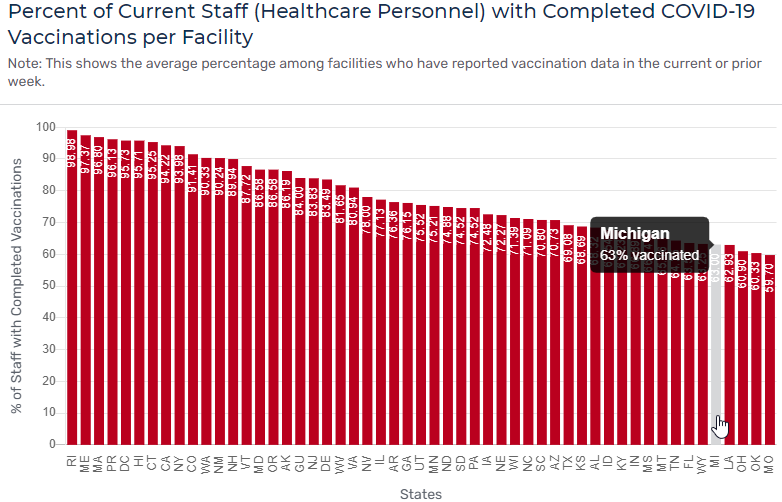 Percent of Current Staff (Healthcare Personnel) with Completed COVID-19
Vaccinations per Facility
Note: This shows the average percentage among facilities who have reported vaccination data in the current or prior
week.
% of Staff with Completed Vaccinations
100
90
80
70
60
50
40
30
20
10
0
98.98 97.37 96.80 96.13 95.73 95.71 95.25 94.22 93.98 91.41 90.33 90.24 89.94 87.72 86.58 86.58 86.19 84.00 83.83 83.49 81.65 80.94 78.00 77.13 76.36 76.15 75.52 75.21 74.88 74.52 74.52 72.48 72.27 71.39 71.09 70.80 70.73 69.08 68.69 63.00 62.93 60.90 60.33 59.70
Michigan
63% vaccinated
RI ME MA PR DC HI CT CA NY CO WA NM NH VT MD OR AK GU NJ DE WV VA NV IL AR GA UT MN ND SD PA IA NE WI NC SC AZ TX KS AL ID KY IN MS MT TN FL WY MI LA OH OK MO
States